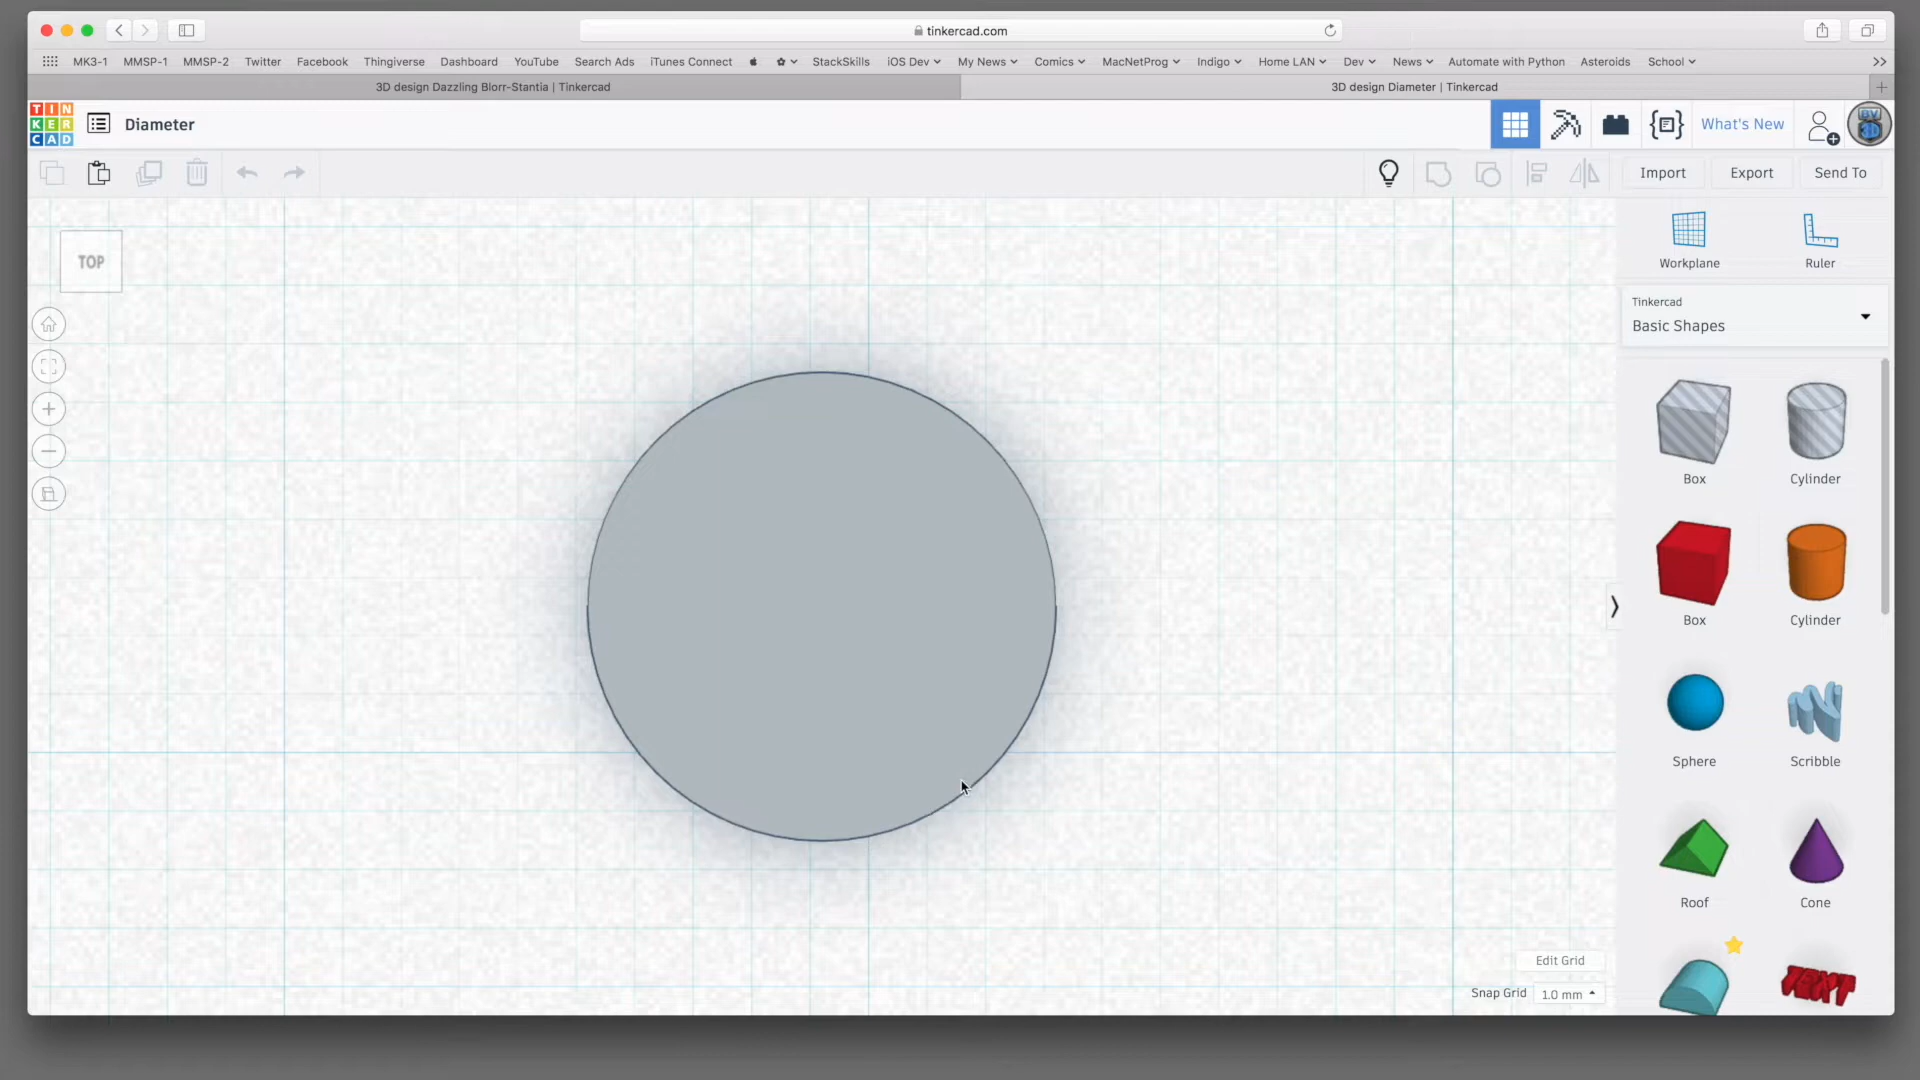 tinkercad.com
MK3-1 MMSP-1 MMSP-2 Twitter Facebook Thingiverse Dashboard YouTube Search Ads iTunes Connect StackSkills iOS Dev My News Comics MacNetProg Indigo Home LAN Dev News Automate with Python Asteroids School
3D design Dazzling Blorr-Stantia | Tinkercad 3D design Diameter | Tinkercad
TIN
KER
CAD
Diameter What's New
Import Export Send To
TOP
Workplane Ruler
Tinkercad
Basic Shapes
Box Cylinder
Box Cylinder
Sphere Scribble
Roof Cone
TEXT
Edit Grid
Snap Grid 1.0 mm